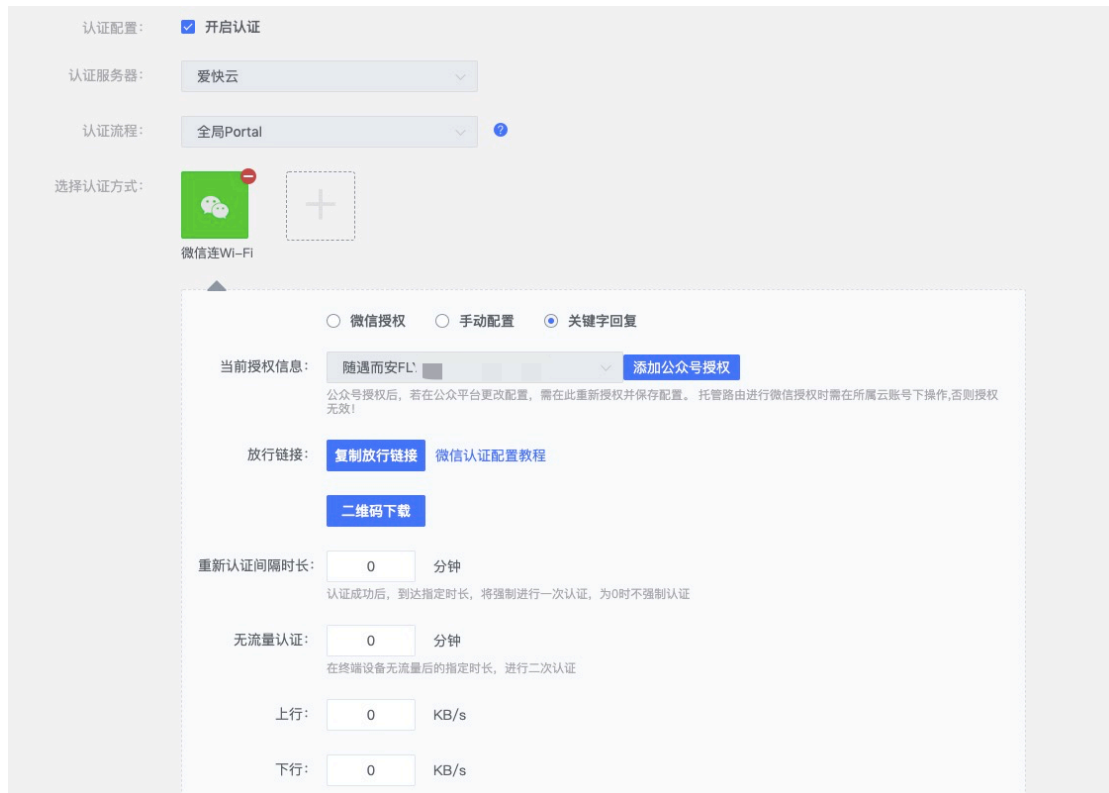 认证配置： 开启认证
认证服务器： 爱快云
认证流程： 全局Portal ?
选择认证方式：
微信连Wi-Fi
微信授权 手动配置 关键字回复
当前授权信息： 随遇而安FL 添加公众号授权
公众号授权后，若在公众平台更改配置，需在此重新授权并保存配置。 托管路由进行微信授权时需在所属云账号下操作,否则授权
无效！
放行链接： 复制放行链接 微信认证配置教程
二维码下载
重新认证间隔时长： 0 分钟
认证成功后，到达指定时长，将强制进行一次认证，为0时不强制认证
无流量认证： 0 分钟
在终端设备无流量后的指定时长，进行二次认证
上行： 0 KB/s
下行： 0 KB/s